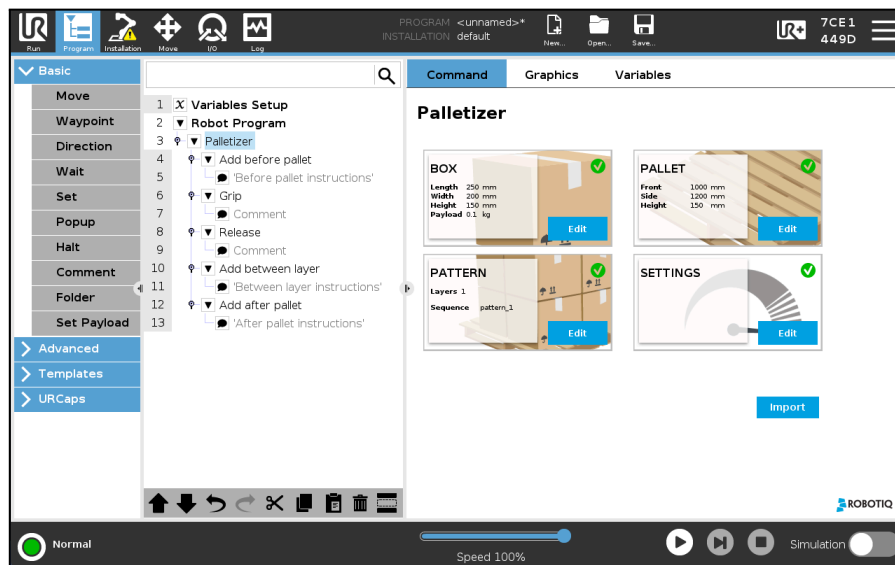 PROGRAM <unnamed>*
INSTALLATION default
7CE1
449D
Run
Program
Installation
Move
I/O
Log
New...
Open...
Save...
UR+
Basic
Move
Waypoint
Direction
Wait
Set
Popup
Halt
Comment
Folder
Set Payload
Advanced
Templates
URCaps
1 X Variables Setup
2 Robot Program
3 Palletizer
4 Add before pallet
5 'Before pallet instructions'
6 Grip
7 Comment
8 Release
9 Comment
10 Add between layer
11 'Between layer instructions'
12 Add after pallet
13 'After pallet instructions'
Command Graphics Variables
Palletizer
BOX
Length 250 mm
Width 200 mm
Height 150 mm
Payload 0.1 kg
Edit
PALLET
Front 1000 mm
Side 1200 mm
Height 150 mm
Edit
PATTERN
Layers 1
Sequence pattern_1
Edit
SETTINGS
Edit
Import
ROBOTIQ
Normal
Speed 100%
Simulation